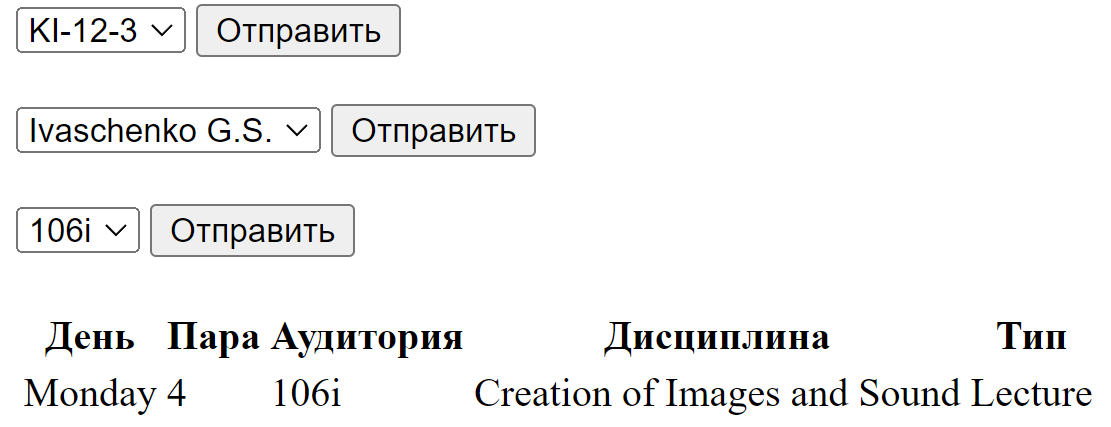 KI-12-3 Отправить
Ivaschenko G.S. Отправить
106i Отправить
День Пара Аудитория Дисциплина Тип
Monday 4 106i Creation of Images and Sound Lecture